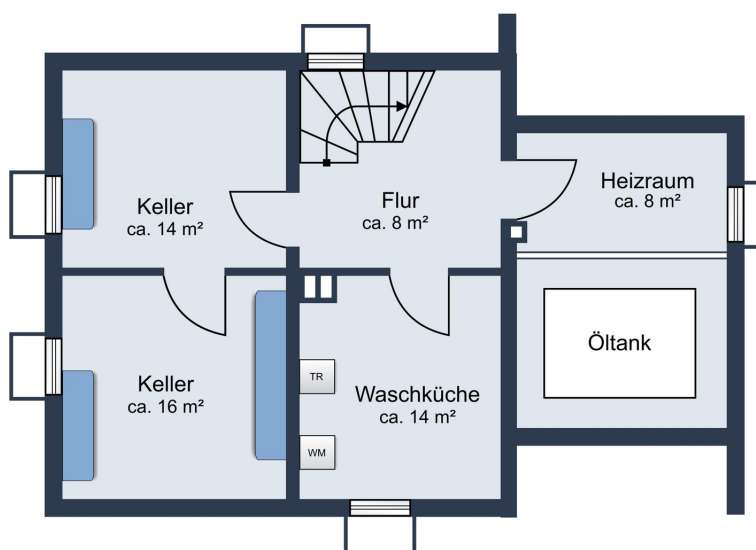 Keller
ca. 14 m²
Flur
ca. 8 m²
Heizraum
ca. 8 m²
Öltank
Keller
ca. 16 m²
TR
Waschküche
ca. 14 m²
WM